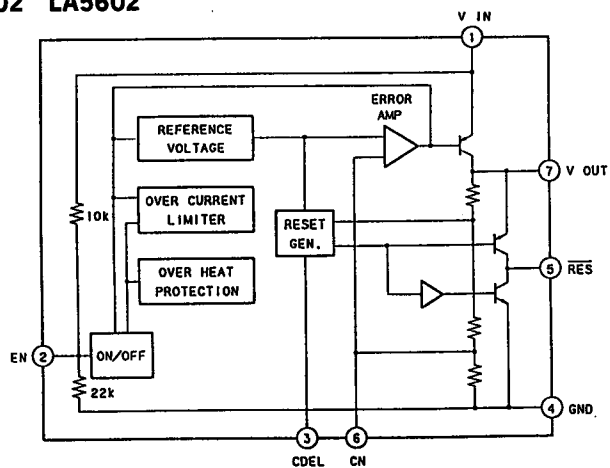 02 LA5602
V IN
1
ERROR
AMP
REFERENCE
VOLTAGE
7 V OUT
OVER CURRENT
LIMITER
10k
RESET
GEN.
5 RES
OVER HEAT
PROTECTION
EN 2 ON/OFF
22k
4 GND
3 6
CDEL CN